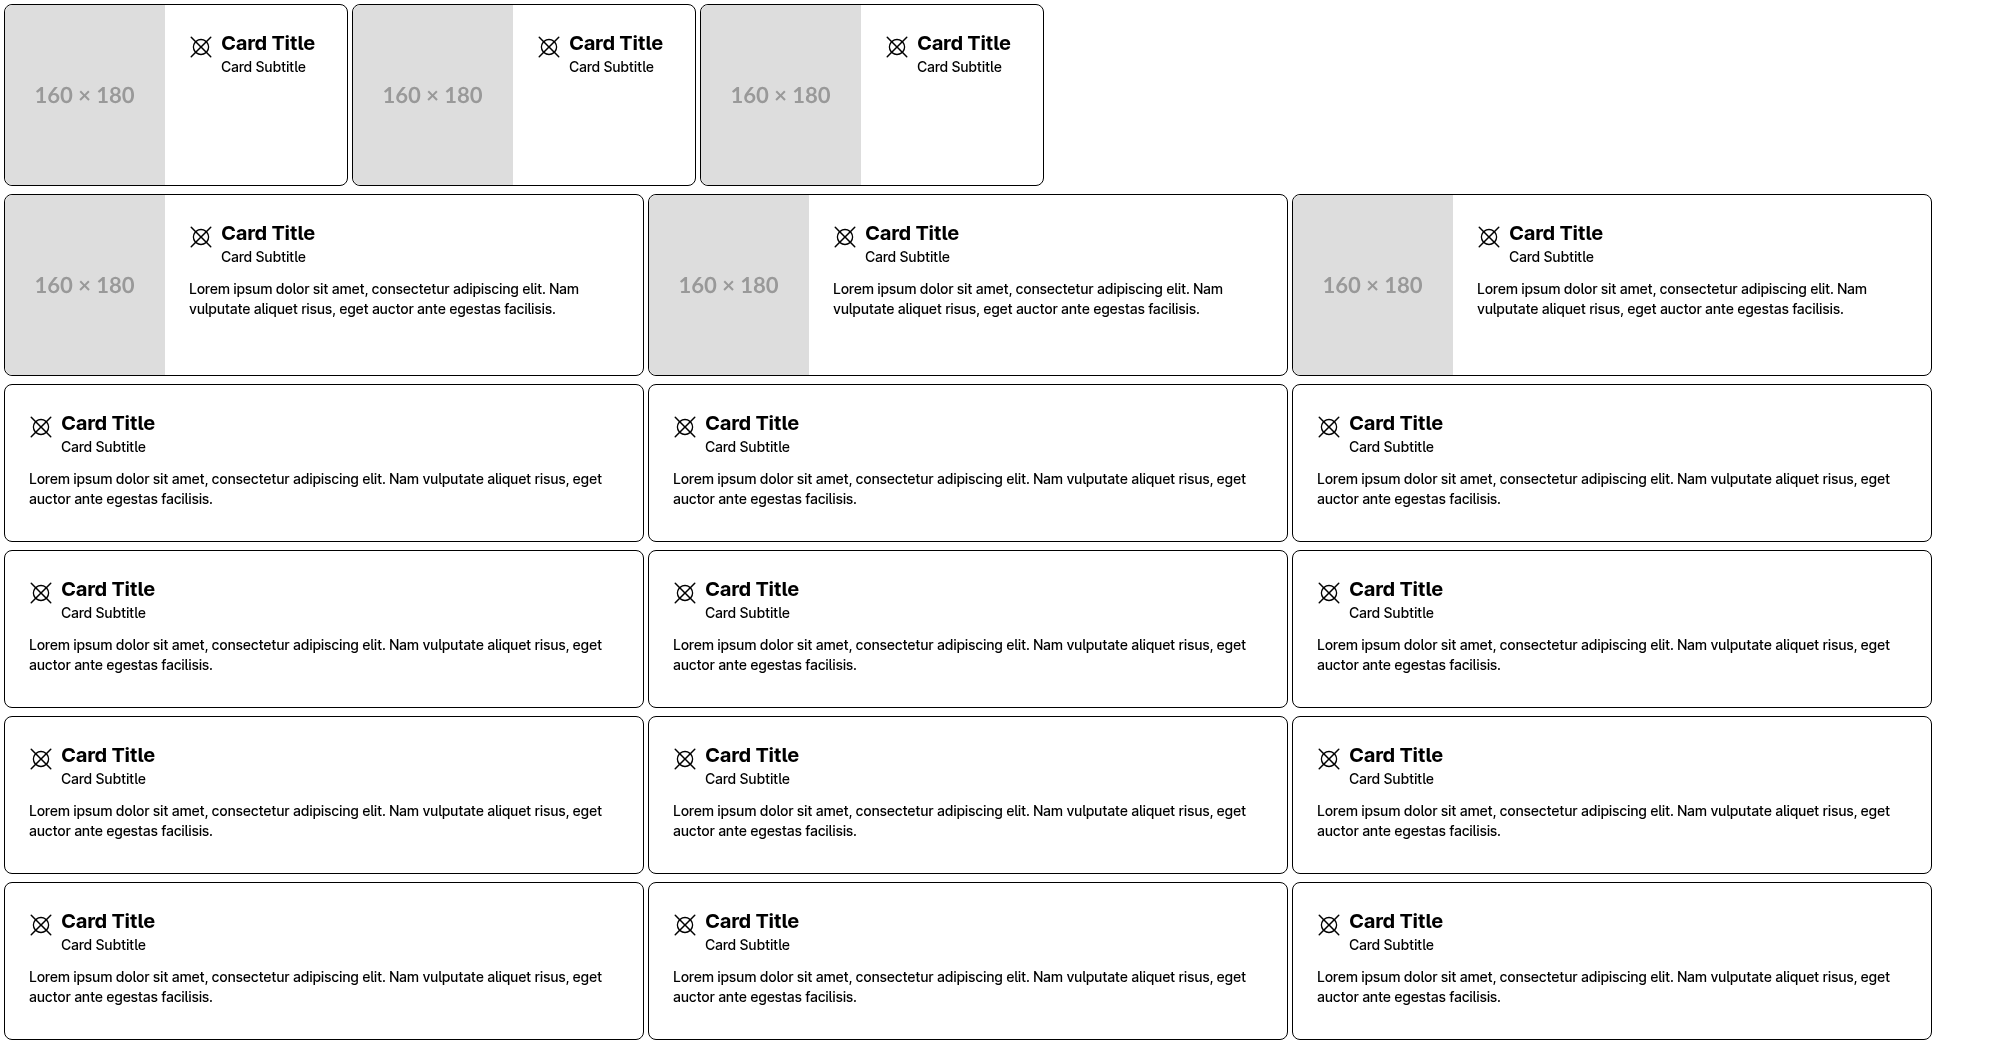 160 × 180
Card Title
Card Subtitle
160 × 180
Card Title
Card Subtitle
160 × 180
Card Title
Card Subtitle
160 × 180
Card Title
Card Subtitle
Lorem ipsum dolor sit amet, consectetur adipiscing elit. Nam
vulputate aliquet risus, eget auctor ante egestas facilisis.
160 × 180
Card Title
Card Subtitle
Lorem ipsum dolor sit amet, consectetur adipiscing elit. Nam
vulputate aliquet risus, eget auctor ante egestas facilisis.
160 × 180
Card Title
Card Subtitle
Lorem ipsum dolor sit amet, consectetur adipiscing elit. Nam
vulputate aliquet risus, eget auctor ante egestas facilisis.
Card Title
Card Subtitle
Lorem ipsum dolor sit amet, consectetur adipiscing elit. Nam vulputate aliquet risus, eget
auctor ante egestas facilisis.
Card Title
Card Subtitle
Lorem ipsum dolor sit amet, consectetur adipiscing elit. Nam vulputate aliquet risus, eget
auctor ante egestas facilisis.
Card Title
Card Subtitle
Lorem ipsum dolor sit amet, consectetur adipiscing elit. Nam vulputate aliquet risus, eget
auctor ante egestas facilisis.
Card Title
Card Subtitle
Lorem ipsum dolor sit amet, consectetur adipiscing elit. Nam vulputate aliquet risus, eget
auctor ante egestas facilisis.
Card Title
Card Subtitle
Lorem ipsum dolor sit amet, consectetur adipiscing elit. Nam vulputate aliquet risus, eget
auctor ante egestas facilisis.
Card Title
Card Subtitle
Lorem ipsum dolor sit amet, consectetur adipiscing elit. Nam vulputate aliquet risus, eget
auctor ante egestas facilisis.
Card Title
Card Subtitle
Lorem ipsum dolor sit amet, consectetur adipiscing elit. Nam vulputate aliquet risus, eget
auctor ante egestas facilisis.
Card Title
Card Subtitle
Lorem ipsum dolor sit amet, consectetur adipiscing elit. Nam vulputate aliquet risus, eget
auctor ante egestas facilisis.
Card Title
Card Subtitle
Lorem ipsum dolor sit amet, consectetur adipiscing elit. Nam vulputate aliquet risus, eget
auctor ante egestas facilisis.
Card Title
Card Subtitle
Lorem ipsum dolor sit amet, consectetur adipiscing elit. Nam vulputate aliquet risus, eget
auctor ante egestas facilisis.
Card Title
Card Subtitle
Lorem ipsum dolor sit amet, consectetur adipiscing elit. Nam vulputate aliquet risus, eget
auctor ante egestas facilisis.
Card Title
Card Subtitle
Lorem ipsum dolor sit amet, consectetur adipiscing elit. Nam vulputate aliquet risus, eget
auctor ante egestas facilisis.